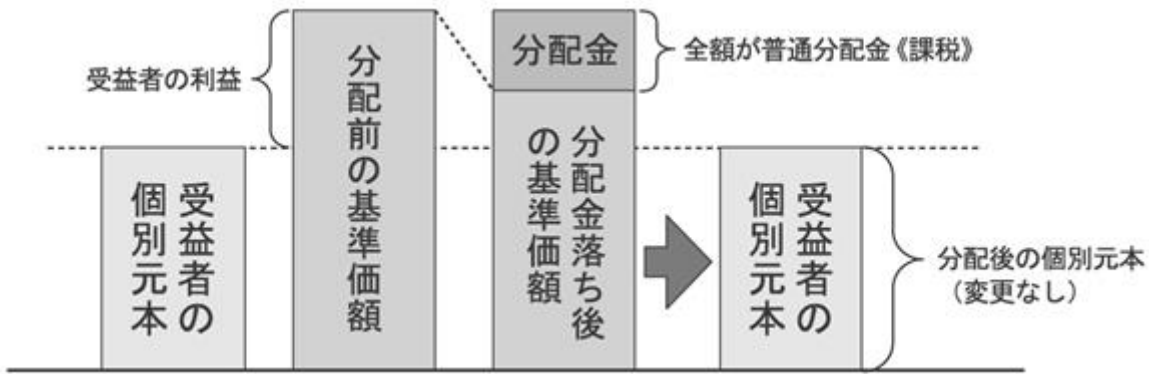 受益者の利益
受益者の
個別元本
分配前の基準価額
分配金
分配金落ち後
の基準価額
全額が普通分配金《課税》
受益者の
個別元本
分配後の個別元本
（変更なし）